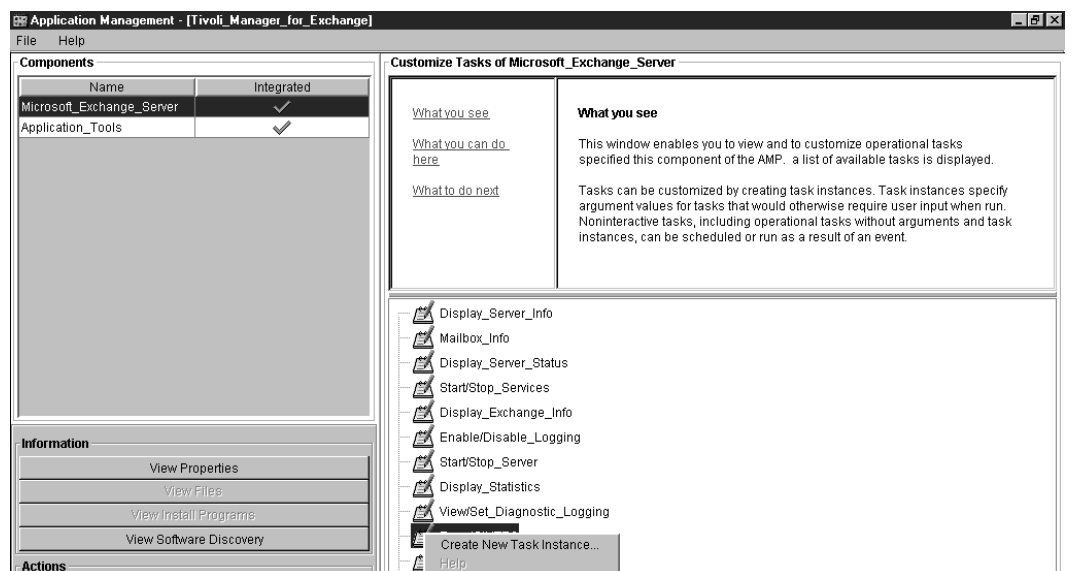 Application Management - [Tivoli_Manager_for_Exchange]
File Help
Components
Name Integrated
Microsoft_Exchange_Server
Application_Tools
Information
View Properties
View Files
View Install Programs
View Software Discovery
Actions
Customize Tasks of Microsoft_Exchange_Server
What you see
What you can do
here
What to do next
What you see
This window enables you to view and to customize operational tasks
specified this component of the AMP. a list of available tasks is displayed.
Tasks can be customized by creating task instances. Task instances specify
argument values for tasks that would otherwise require user input when run.
Noninteractive tasks, including operational tasks without arguments and task
instances, can be scheduled or run as a result of an event.
Display_Server_Info
Mailbox_Info
Display_Server_Status
Start/Stop_Services
Display_Exchange_Info
Enable/Disable_Logging
Start/Stop_Server
Display_Statistics
View/Set_Diagnostic_Logging
Create New Task Instance...
Help